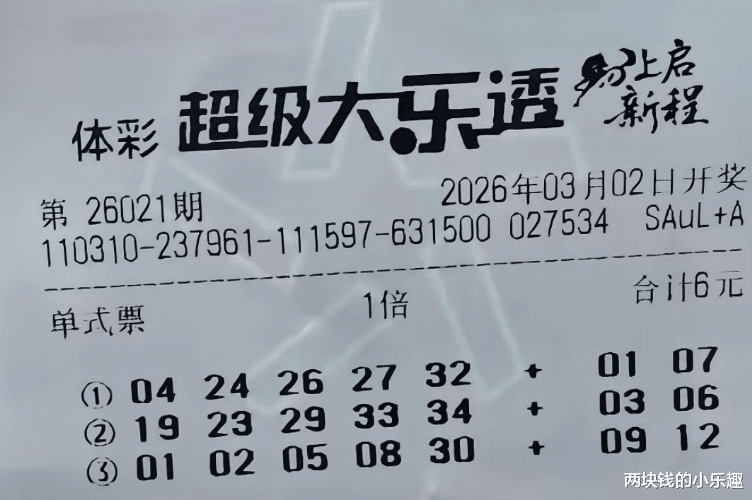 体彩 超级大乐透 马上启新程
第 26021期 2026年03月02日开奖
110310-237961-111597-631500 027534 SAuL+A
单式票 1倍 合计6元
① 04 24 26 27 32 + 01 07
② 19 23 29 33 34 + 03 06
③ 01 02 05 08 30 + 09 12
两块钱的小乐趣